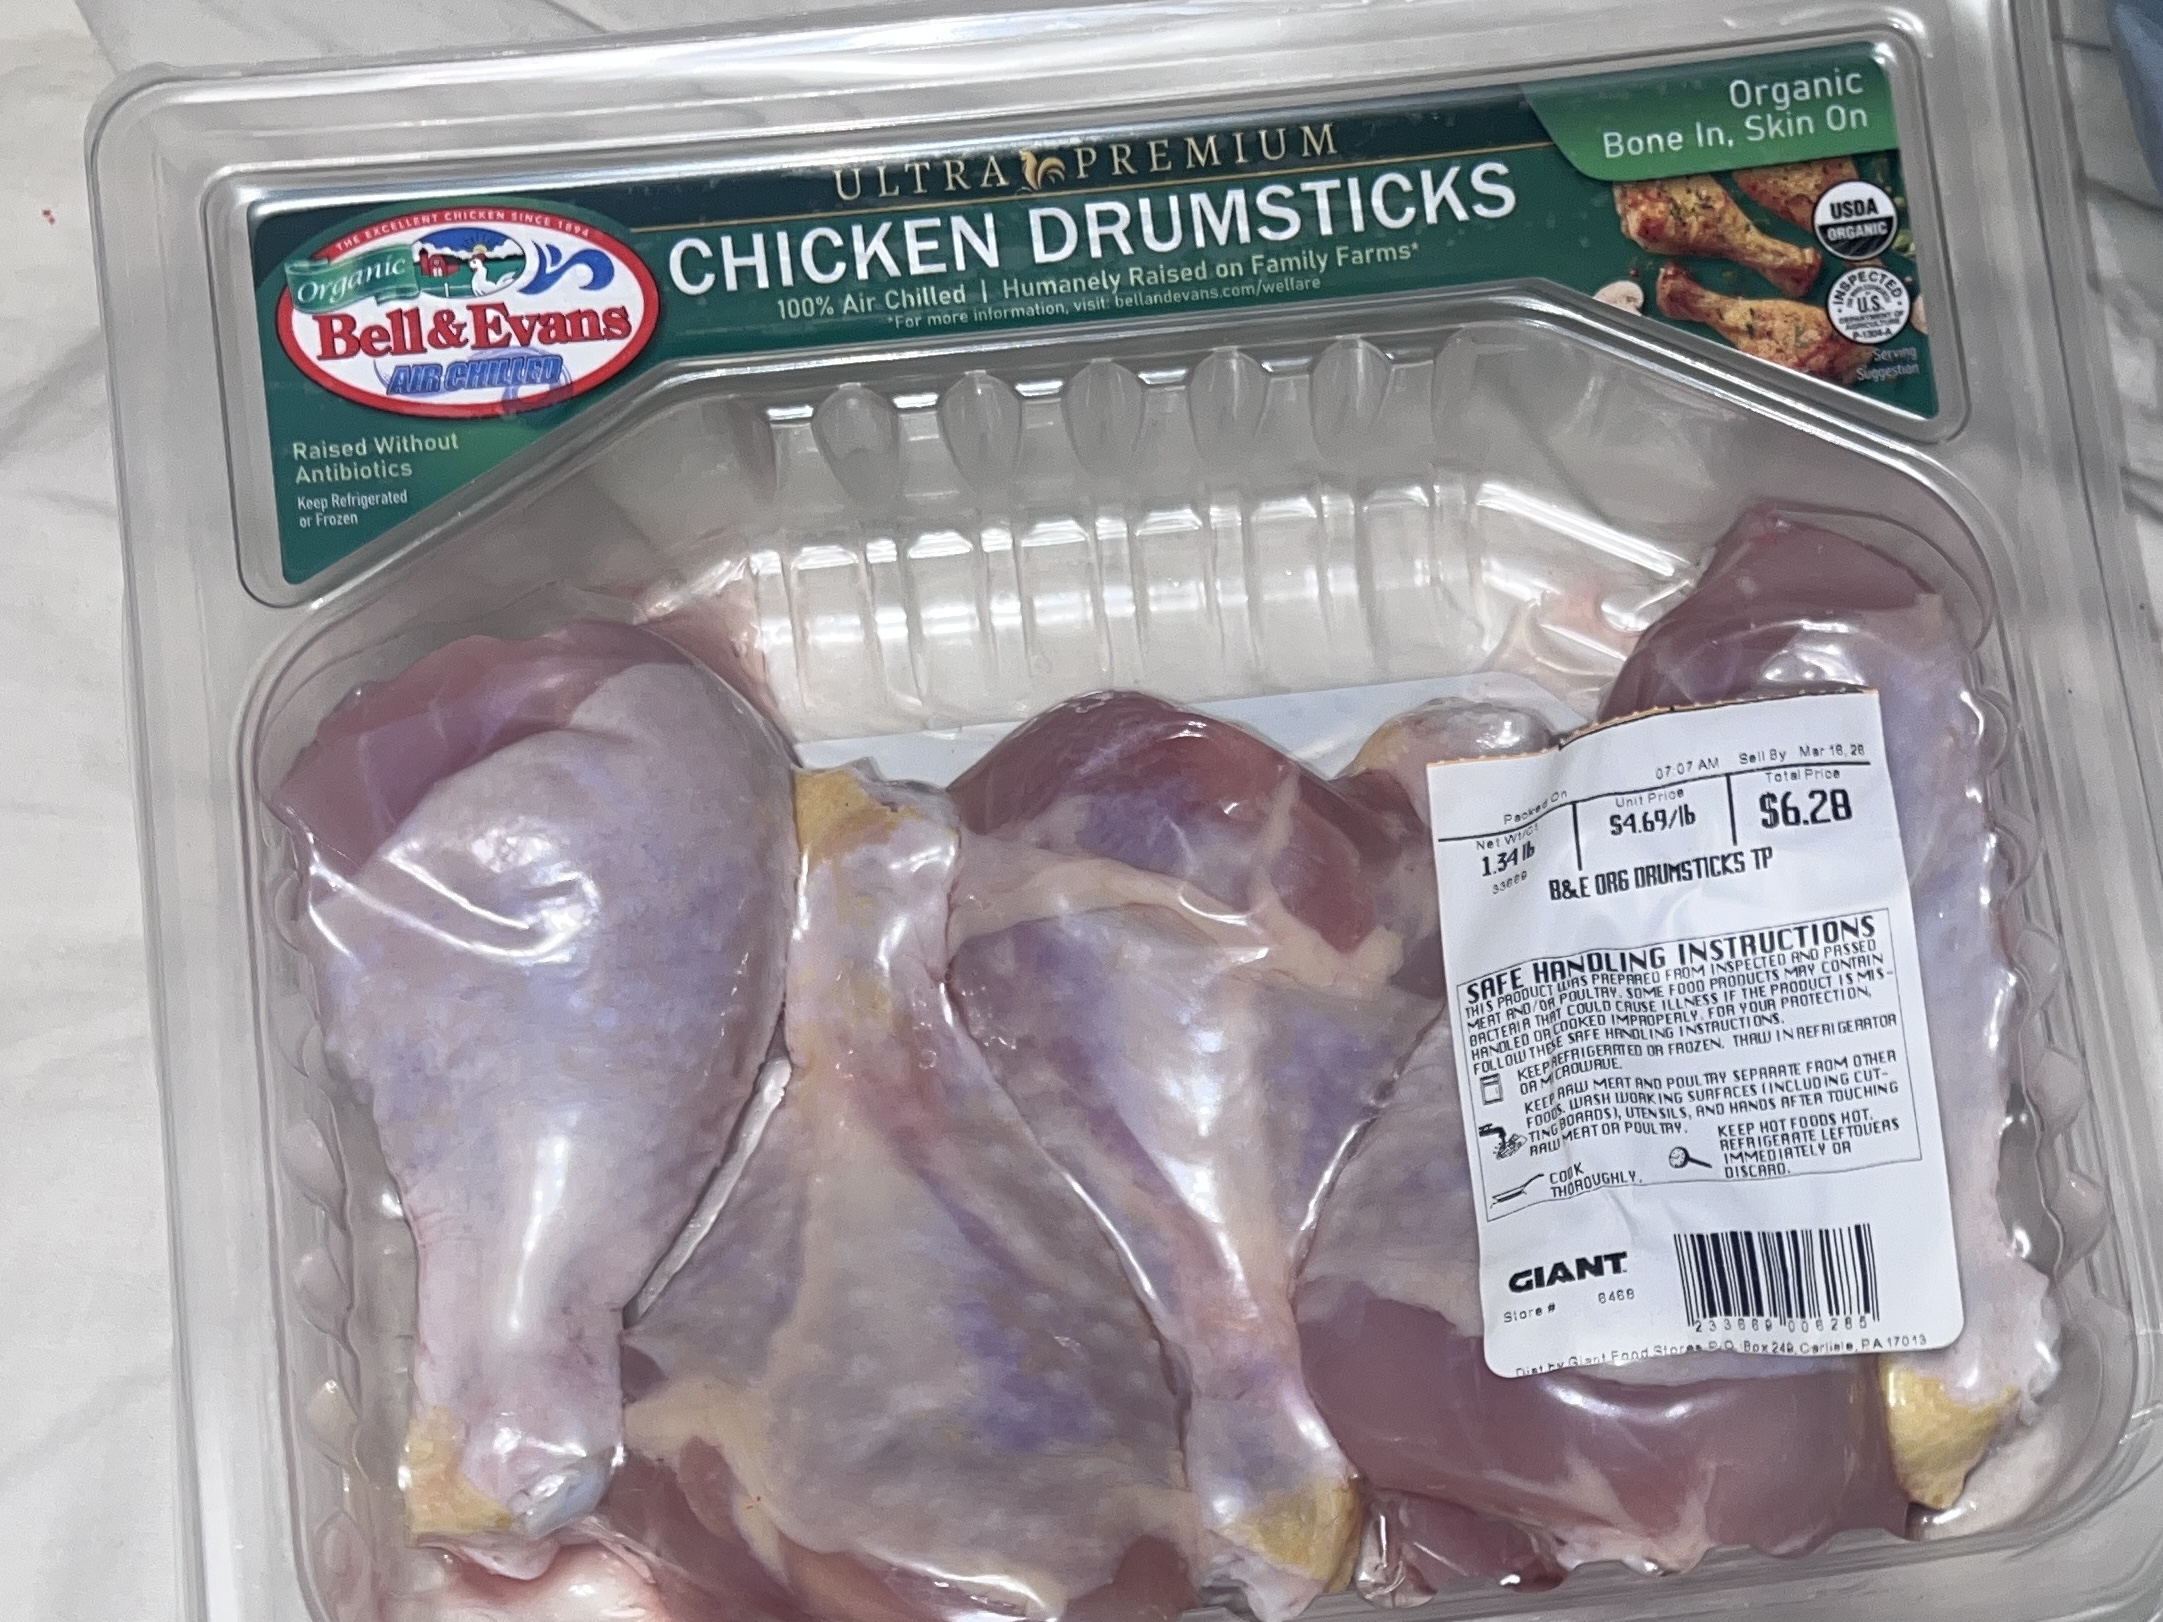 ULTRA PREMIUM
CHICKEN DRUMSTICKS
100% Air Chilled | Humanely Raised on Family Farms*
*For more information, visit: bellandevans.com/welfare
Organic
Bone In, Skin On
USDA
ORGANIC
INSPECTED
U.S.
DEPARTMENT OF
AGRICULTURE
Serving
Suggestion
THE EXCELLENT CHICKEN SINCE 1894
Organic
Bell&Evans
AIR CHILLED
Raised Without
Antibiotics
Keep Refrigerated
or Frozen
Packed On 07:07 AM Sell By Mar 18,
Net Wt/Ct Unit Price Total Price
1.34 lb $4.69/lb $6.28
B&E ORG DRUMSTICKS TP
SAFE HANDLING INSTRUCTIONS
THIS PRODUCT WAS PREPARED FROM INSPECTED AND PASSED
MEAT AND/OR POULTRY. SOME FOOD PRODUCTS MAY CONTAIN
BACTERIA THAT COULD CAUSE ILLNESS IF THE PRODUCT IS MIS-
HANDLED OR COOKED IMPROPERLY. FOR YOUR PROTECTION,
FOLLOW THESE SAFE HANDLING INSTRUCTIONS.
KEEP REFRIGERATED OR FROZEN. THAW IN REFRIGERATOR
OR MICROWAVE.
KEEP RAW MEAT AND POULTRY SEPARATE FROM OTHER
FOODS. WASH WORKING SURFACES (INCLUDING CUT-
TING BOARDS), UTENSILS, AND HANDS AFTER TOUCHING
RAW MEAT OR POULTRY.
COOK
THOROUGHLY.
KEEP HOT FOODS HOT.
REFRIGERATE LEFTOVERS
IMMEDIATELY OR
DISCARD.
GIANT
Store # 6466
Dist by Giant Food Stores P.O. Box 249, Carlisle, PA 17013